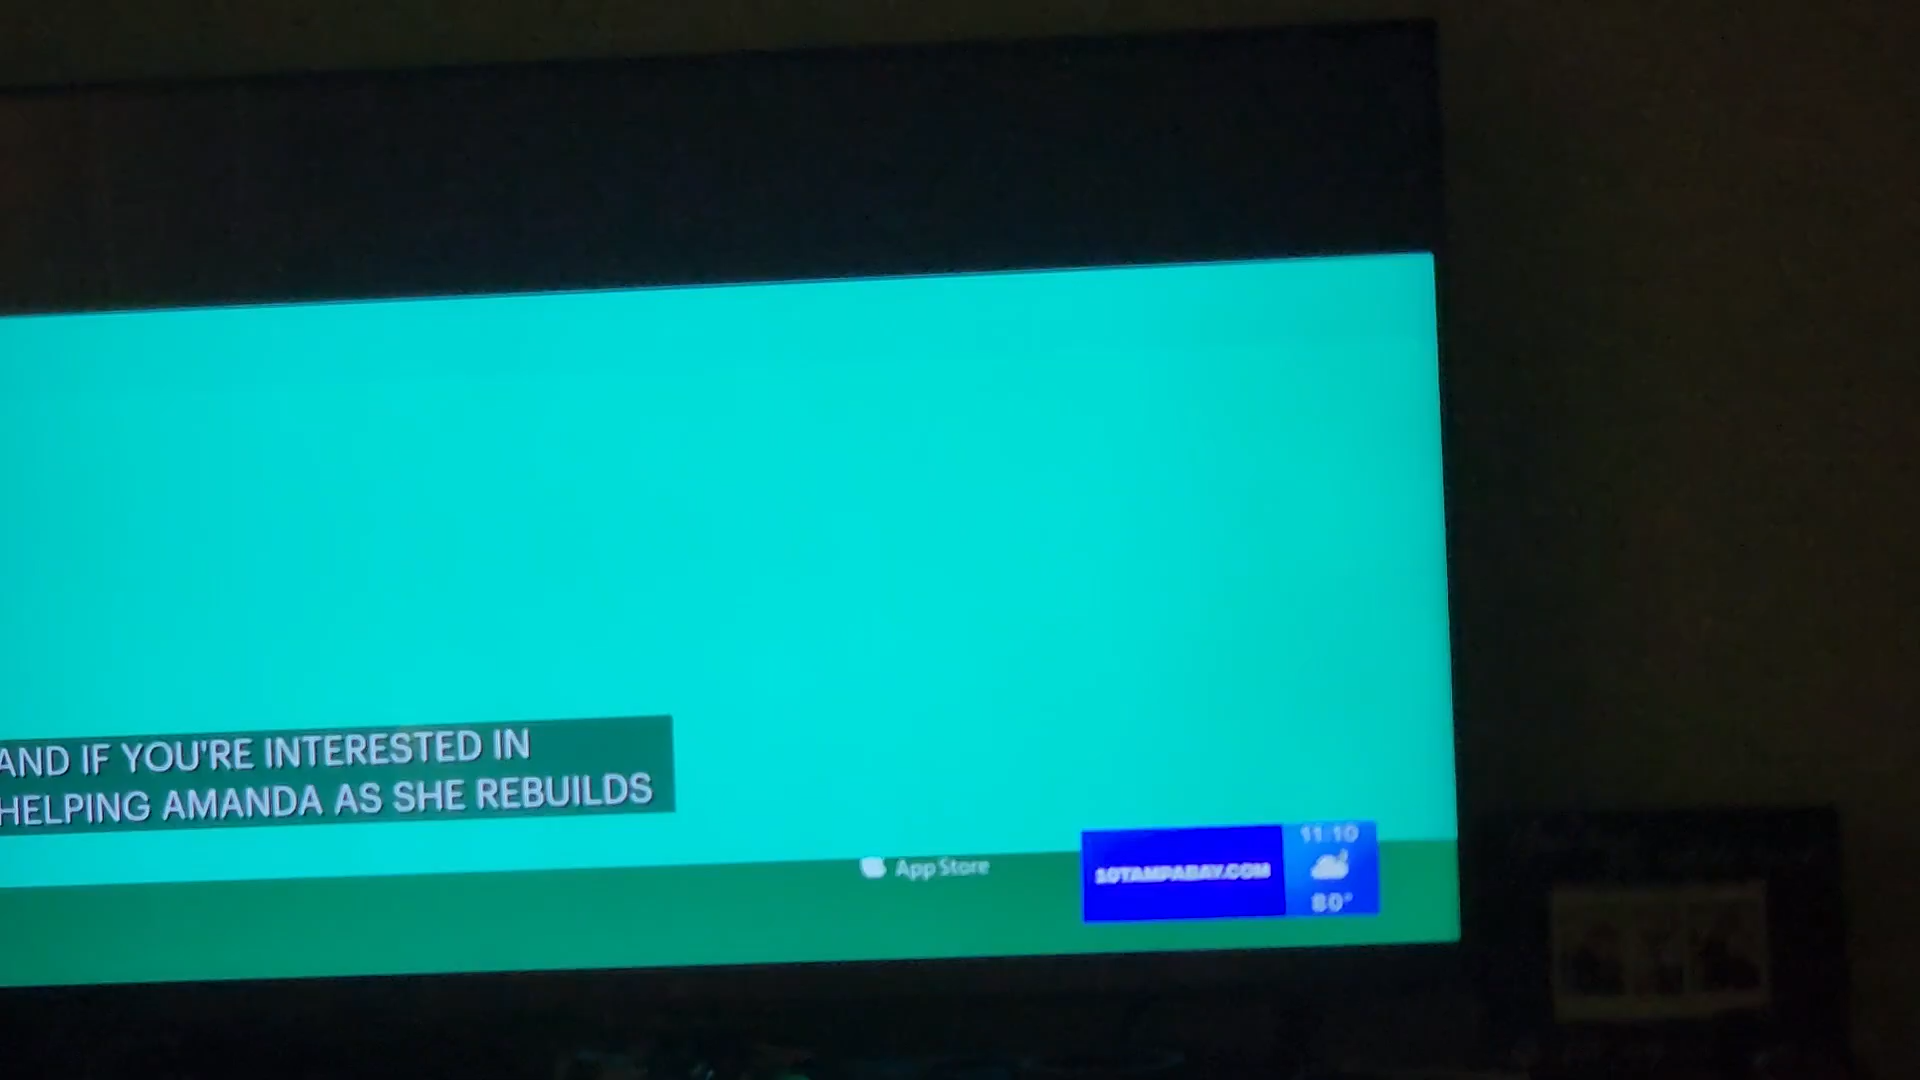 AND IF YOU'RE INTERESTED IN
HELPING AMANDA AS SHE REBUILDS
App Store
10TAMPABAY.COM
11:10
80°